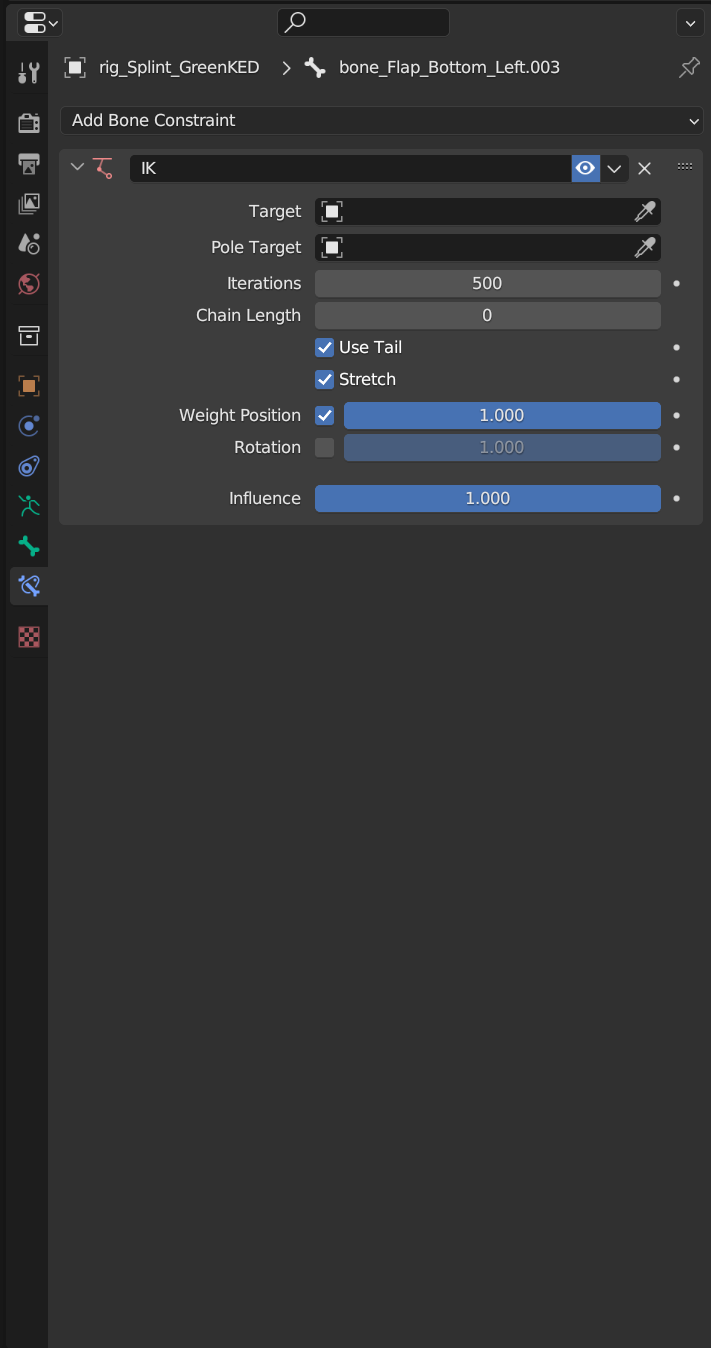 rig_Splint_GreenKED > bone_Flap_Bottom_Left.003
Add Bone Constraint
IK
Target
Pole Target
Iterations 500
Chain Length 0
Use Tail
Stretch
Weight Position 1.000
Rotation 1.000
Influence 1.000